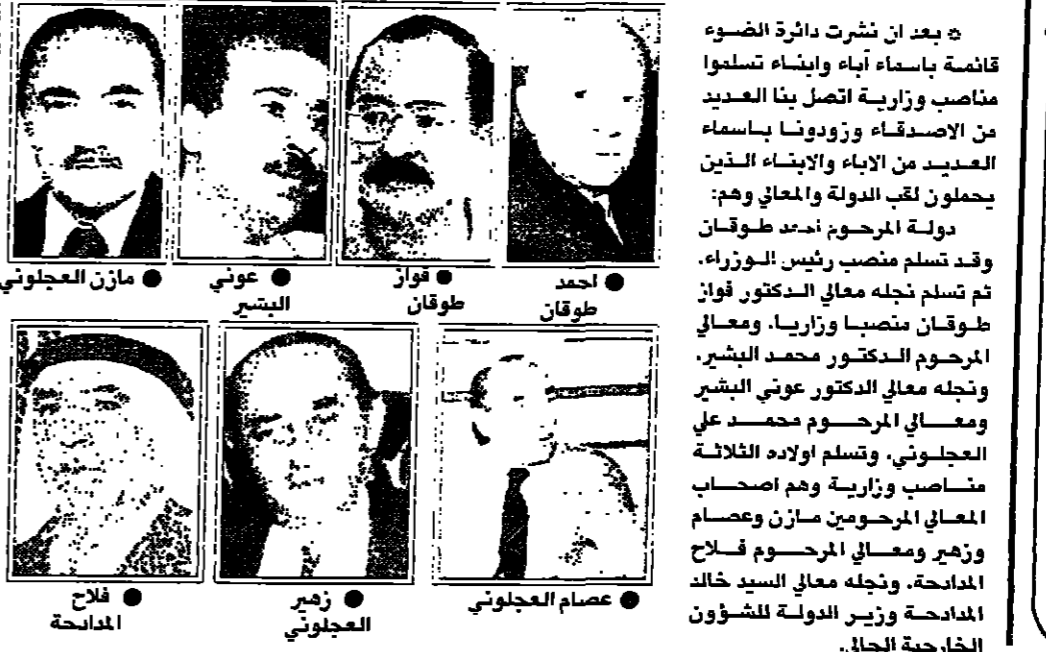 بعد ان نشرت دائرة الضوء
قائمة باسماء آباء وابناء تسلموا
مناصب وزارية اتصل بنا العديد
من الاصدقاء وزودونا باسماء
العديد من الاباء والابناء الذين
يحملون لقب الدولة والمعالي وهم:
دولة المرحوم احمد طوقان
وقد تسلم منصب رئيس الوزراء.
ثم تسلم نجله معالي الدكتور فواز
طوقان منصبا وزاريا. ومعالي
المرحوم الدكتور محمد البشير.
ونجله معالي الدكتور عوني البشير
ومعالي المرحوم محمد علي
العجلوني. وتسلم اولاده الثلاثة
مناصب وزارية وهم اصحاب
المعالي المرحومين مازن وعصام
وزهير ومعالي المرحوم فلاح
المدادحة. ونجله معالي السيد خالد
المدادحة وزير الدولة للشؤون
الخارجية الحالي.
● احمد
طوقان
● فواز
طوقان
● عوني
البشير
● مازن العجلوني
● عصام العجلوني
● زهير
العجلوني
● فلاح
المدادحة